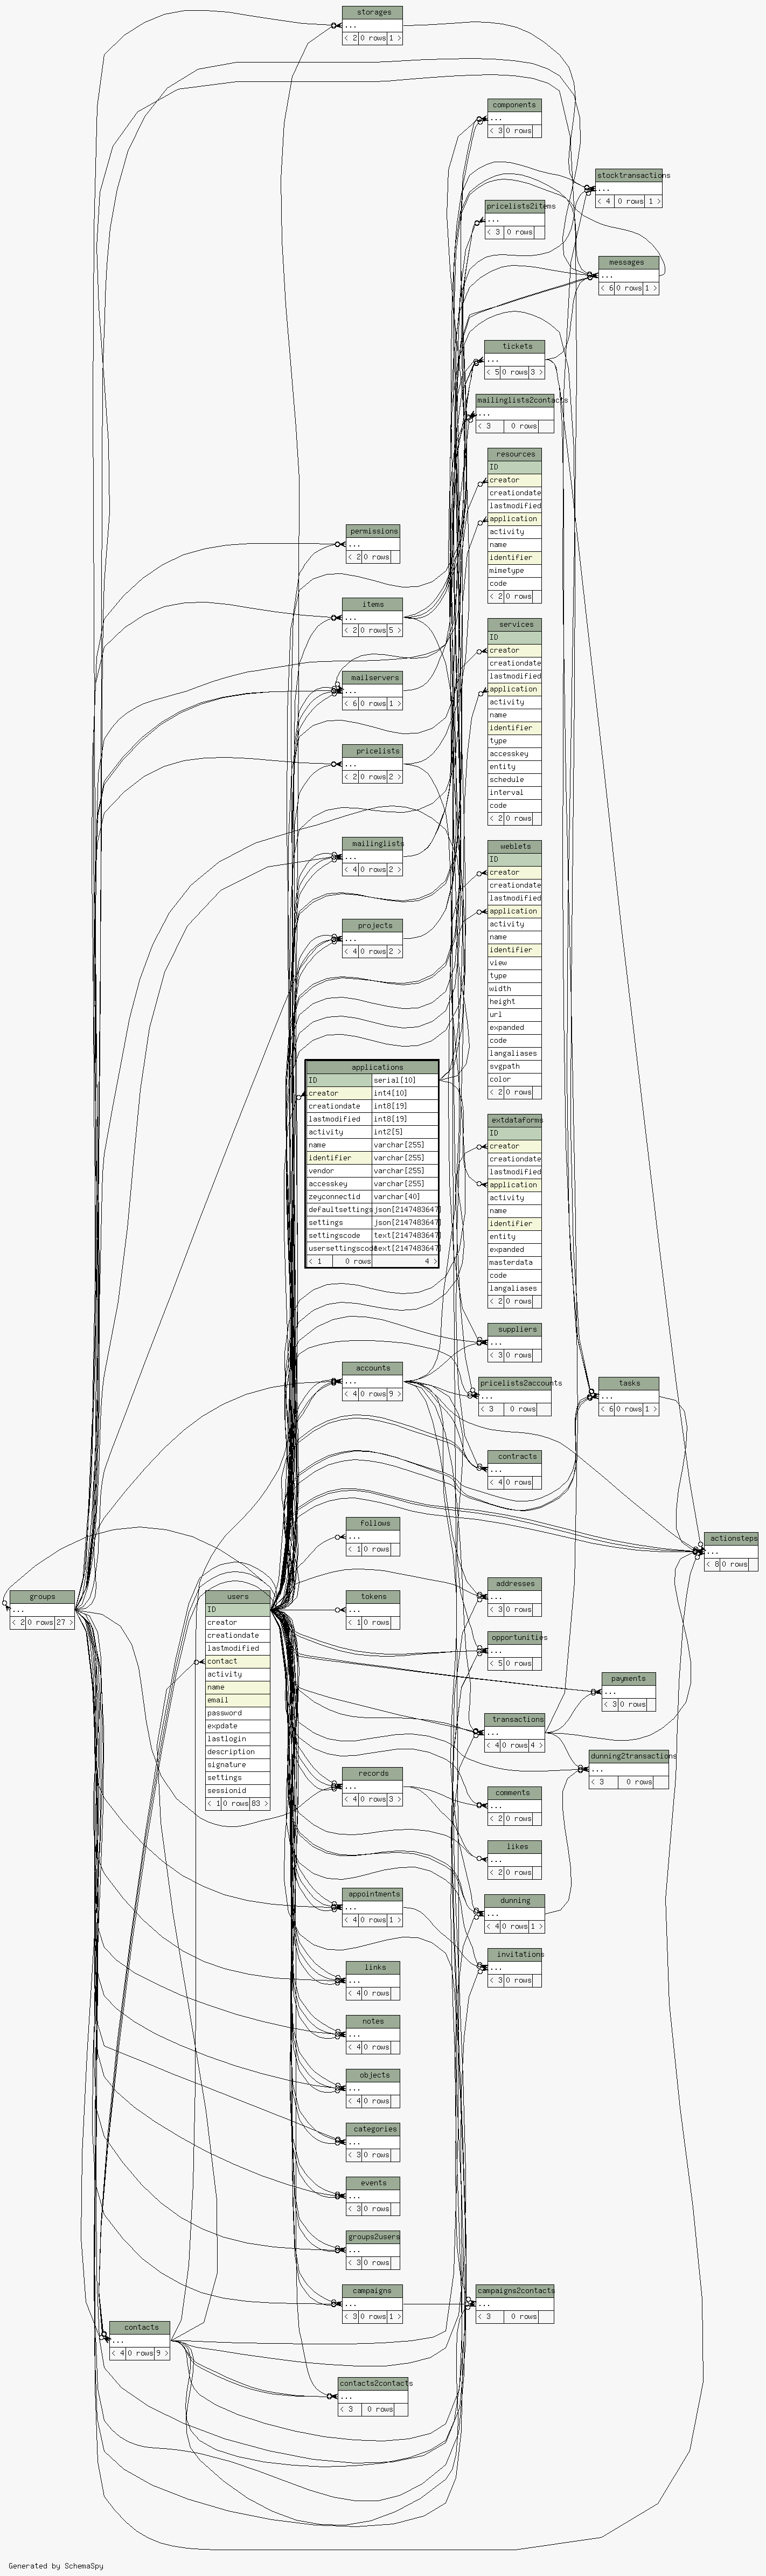 storages
...
< 2 0 rows 1 >
components
...
< 3 0 rows
stocktransactions
...
< 4 0 rows 1 >
pricelists2items
...
< 3 0 rows
messages
...
< 6 0 rows 1 >
tickets
...
< 5 0 rows 3 >
mailinglists2contacts
...
< 3 0 rows
resources
ID
creator
creationdate
lastmodified
application
activity
name
identifier
mimetype
code
< 2 0 rows
permissions
...
< 2 0 rows
items
...
< 2 0 rows 5 >
services
ID
creator
creationdate
lastmodified
application
activity
name
identifier
type
accesskey
entity
schedule
interval
code
< 2 0 rows
mailservers
...
< 6 0 rows 1 >
pricelists
...
< 2 0 rows 2 >
mailinglists
...
< 4 0 rows 2 >
weblets
ID
creator
creationdate
lastmodified
application
activity
name
identifier
view
type
width
height
url
expanded
code
langaliases
svgpath
color
< 2 0 rows
projects
...
< 4 0 rows 2 >
applications
ID serial[10]
creator int4[10]
creationdate int8[19]
lastmodified int8[19]
activity int2[5]
name varchar[255]
identifier varchar[255]
vendor varchar[255]
accesskey varchar[255]
zeyconnectid varchar[40]
defaultsettings json[2147483647]
settings json[2147483647]
settingscode text[2147483647]
usersettingscode text[2147483647]
< 1 0 rows 4 >
extdataforms
ID
creator
creationdate
lastmodified
application
activity
name
identifier
entity
expanded
masterdata
code
langaliases
< 2 0 rows
suppliers
...
< 3 0 rows
accounts
...
< 4 0 rows 9 >
pricelists2accounts
...
< 3 0 rows
tasks
...
< 6 0 rows 1 >
contracts
...
< 4 0 rows
follows
...
< 1 0 rows
actionsteps
...
< 8 0 rows
groups
...
< 2 0 rows 27 >
users
ID
creator
creationdate
lastmodified
contact
activity
name
email
password
expdate
lastlogin
description
signature
settings
sessionid
< 1 0 rows 83 >
tokens
...
< 1 0 rows
addresses
...
< 3 0 rows
opportunities
...
< 5 0 rows
payments
...
< 3 0 rows
transactions
...
< 4 0 rows 4 >
dunning2transactions
...
< 3 0 rows
records
...
< 4 0 rows 3 >
comments
...
< 2 0 rows
likes
...
< 2 0 rows
appointments
...
< 4 0 rows 1 >
dunning
...
< 4 0 rows 1 >
invitations
...
< 3 0 rows
links
...
< 4 0 rows
notes
...
< 4 0 rows
objects
...
< 4 0 rows
categories
...
< 3 0 rows
events
...
< 3 0 rows
groups2users
...
< 3 0 rows
campaigns
...
< 3 0 rows 1 >
campaigns2contacts
...
< 3 0 rows
contacts
...
< 4 0 rows 9 >
contacts2contacts
...
< 3 0 rows
Generated by SchemaSpy